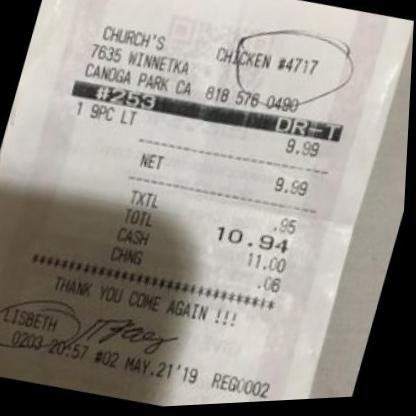 CHURCH'S CHICKEN #4717
7635 WINNETKA
CANOGA PARK CA 818 576 0490
#253 DR-T
1 9PC LT 9.99
NET 9.99
TXTL .95
TOTL 10.94
CASH 11.00
CHNG .06
*********************************
THANK YOU COME AGAIN !!!
LISBETH
0203 20:57 #02 MAY.21'19 REG0002